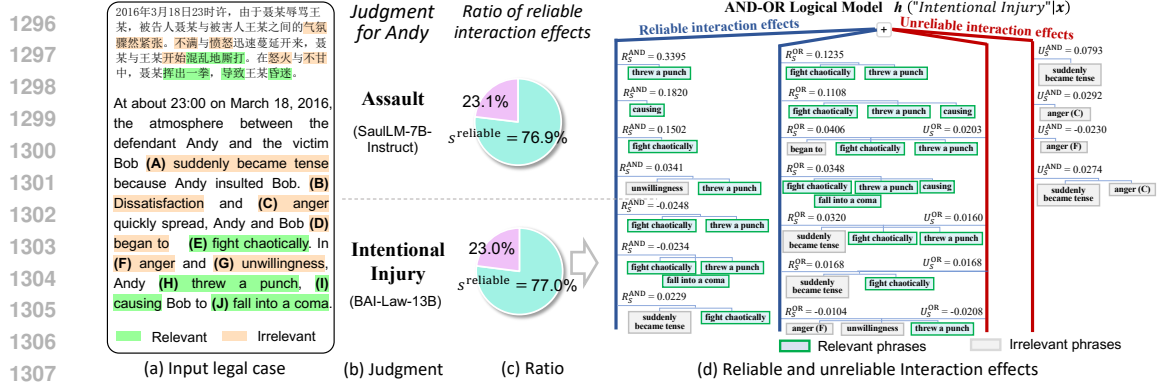 1296
1297
1298
1299
1300
1301
1302
1303
1304
1305
1306
1307
2016年3月18日23时许，由于聂某辱骂王
某，被告人聂某与被害人王某之间的气氛
骤然紧张。不满与愤怒迅速蔓延开来，聂
某与王某开始混乱地厮打。在怒火与不甘
中，聂某挥出一拳，导致王某昏迷。
At about 23:00 on March 18, 2016,
the atmosphere between the
defendant Andy and the victim
Bob (A) suddenly became tense
because Andy insulted Bob. (B)
Dissatisfaction and (C) anger
quickly spread, Andy and Bob (D)
began to (E) fight chaotically. In
(F) anger and (G) unwillingness,
Andy (H) threw a punch, (I)
causing Bob to (J) fall into a coma.
Relevant Irrelevant
(a) Input legal case
Judgment
for Andy
Assault
(SaulLM-7B-
Instruct)
Intentional
Injury
(BAI-Law-13B)
(b) Judgment
Ratio of reliable
interaction effects
23.1%
s^reliable = 76.9%
23.0%
s^reliable = 77.0%
(c) Ratio
AND-OR Logical Model h ("Intentional Injury"|x)
Reliable interaction effects
Unreliable interaction effects
+
R_S^AND = 0.3395
threw a punch
R_S^AND = 0.1820
causing
R_S^AND = 0.1502
fight chaotically
R_S^AND = 0.0341
unwillingness threw a punch
R_S^AND = -0.0248
fight chaotically threw a punch
R_S^AND = -0.0234
fight chaotically threw a punch
fall into a coma
R_S^AND = 0.0229
suddenly
became tense
fight chaotically
R_S^OR = 0.1235
fight chaotically threw a punch
R_S^OR = 0.1108
fight chaotically threw a punch causing
R_S^OR = 0.0406 U_S^OR = 0.0203
began to fight chaotically threw a punch
R_S^OR = 0.0348
fight chaotically threw a punch causing
fall into a coma
R_S^OR = 0.0320 U_S^OR = 0.0160
suddenly
became tense
fight chaotically threw a punch
R_S^OR = 0.0168 U_S^OR = 0.0168
suddenly
became tense
fight chaotically
R_S^OR = -0.0104 U_S^OR = -0.0208
anger (F) unwillingness threw a punch
U_S^AND = 0.0793
suddenly
became tense
U_S^AND = 0.0292
anger (C)
U_S^AND = -0.0230
anger (F)
U_S^AND = 0.0274
suddenly
became tense
anger (C)
Relevant phrases Irrelevant phrases
(d) Reliable and unreliable Interaction effects